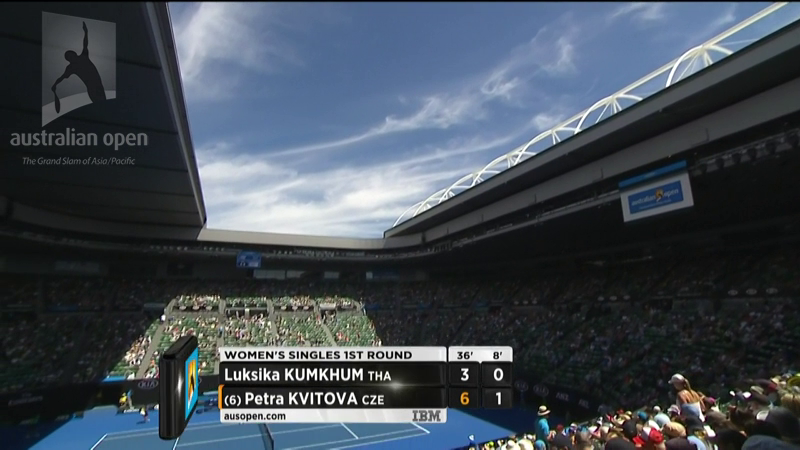 australian open
The Grand Slam of Asia/Pacific
australian open
WOMEN'S SINGLES 1ST ROUND 36' 8'
Luksika KUMKHUM THA 3 0
(6) Petra KVITOVA CZE 6 1
ausopen.com IBM
KIA